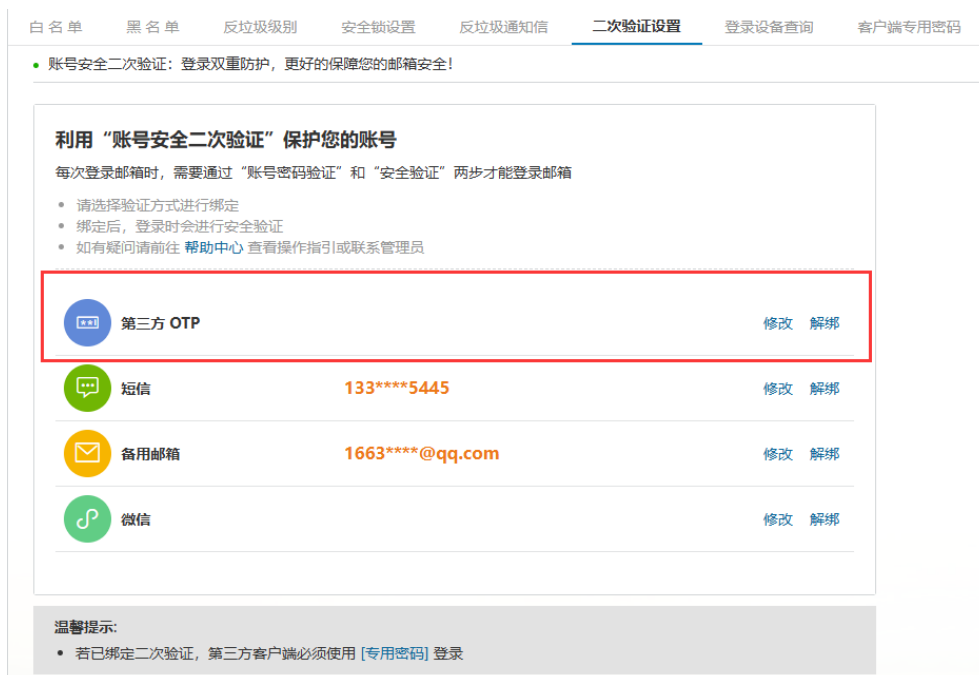 白 名 单 黑 名 单 反垃圾级别 安全锁设置 反垃圾通知信 二次验证设置 登录设备查询 客户端专用密码
账号安全二次验证：登录双重防护，更好的保障您的邮箱安全！
利用“账号安全二次验证”保护您的账号
每次登录邮箱时，需要通过“账号密码验证”和“安全验证”两步才能登录邮箱
请选择验证方式进行绑定
绑定后，登录时会进行安全验证
如有疑问请前往 帮助中心 查看操作指引或联系管理员
第三方 OTP 修改 解绑
短信 133****5445 修改 解绑
备用邮箱 1663****@qq.com 修改 解绑
微信 修改 解绑
温馨提示:
若已绑定二次验证，第三方客户端必须使用 [专用密码] 登录